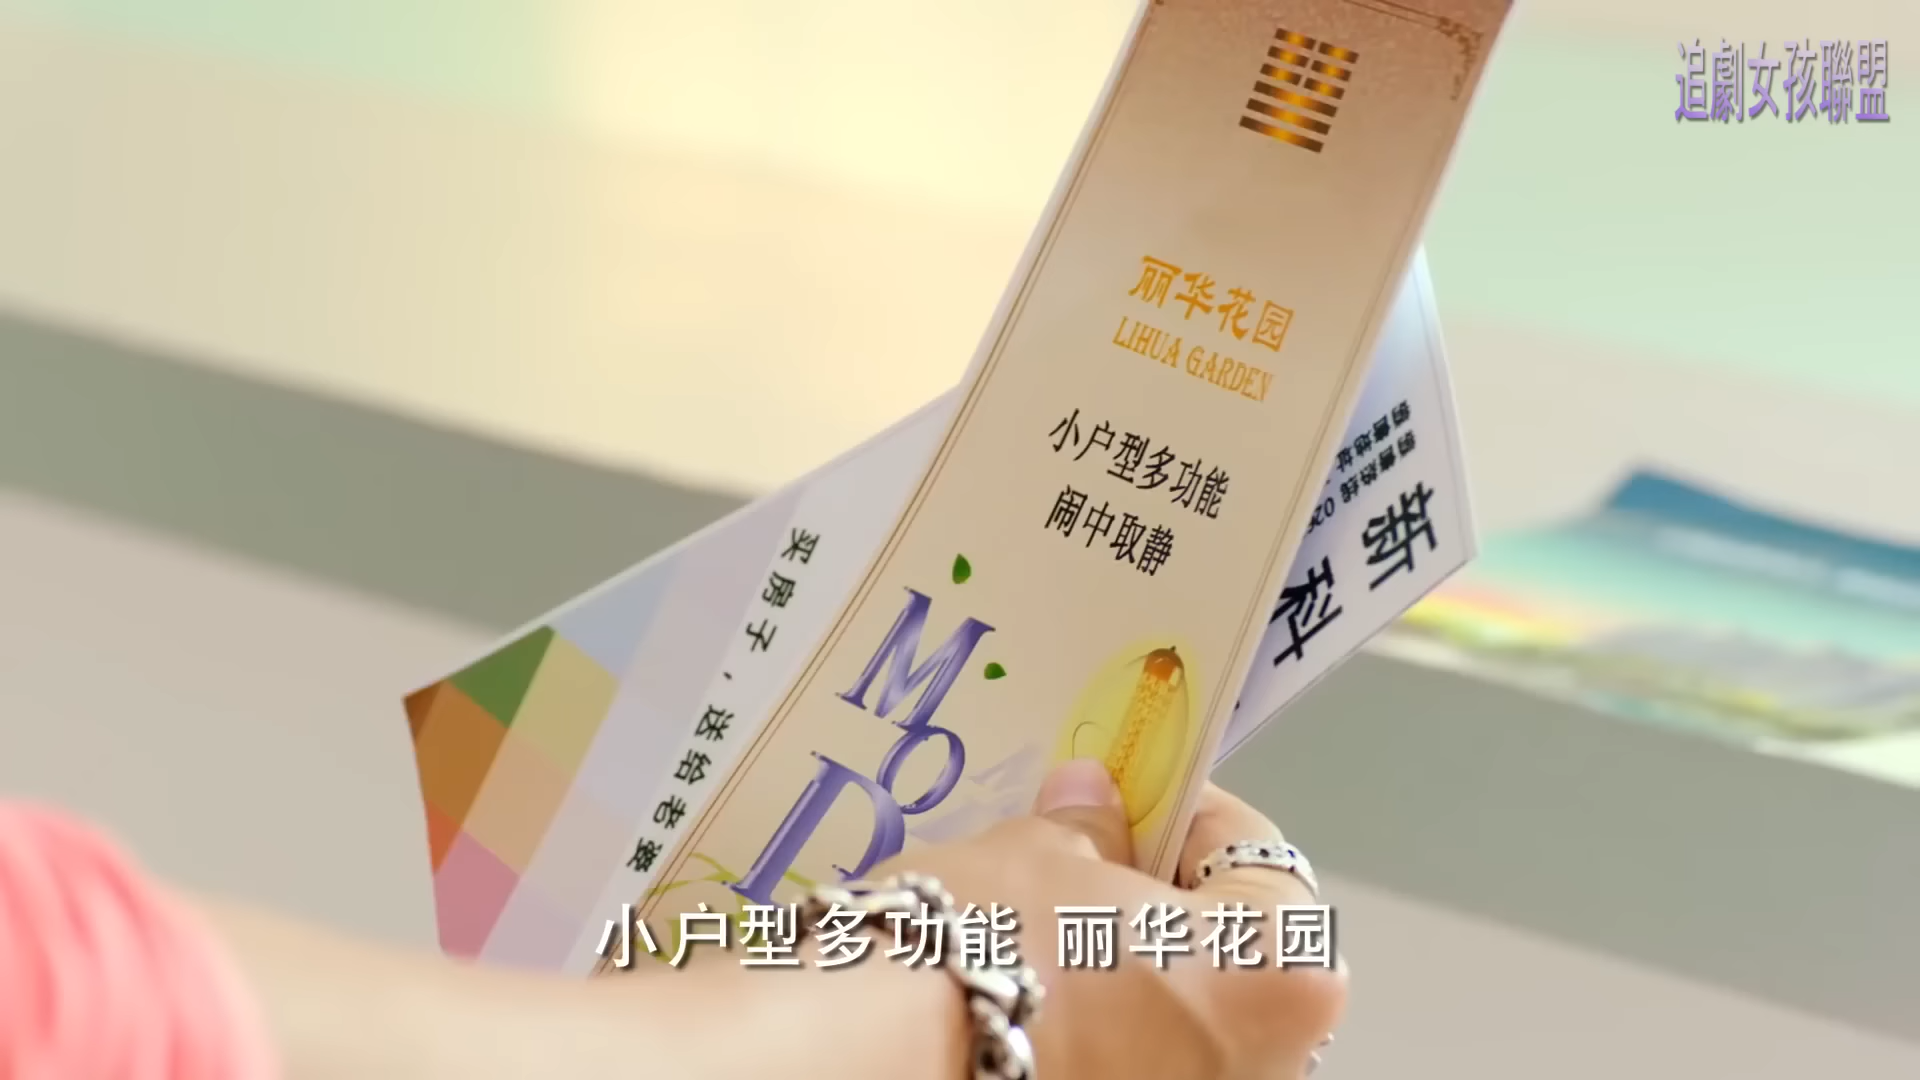 追劇女孩聯盟
丽华花园
LIHUA GARDEN
小户型多功能
闹中取静
MOD
买房子，送给老婆
新科
小户型多功能 丽华花园